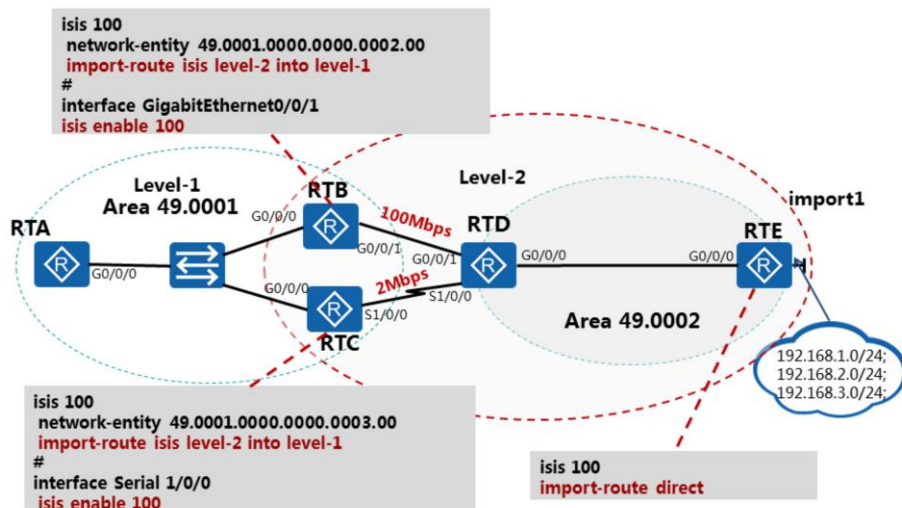 isis 100
network-entity 49.0001.0000.0000.0002.00
import-route isis level-2 into level-1
#
interface GigabitEthernet0/0/1
isis enable 100
Level-1
Area 49.0001
Level-2
import1
RTA
RTB
RTD
RTE
G0/0/0
G0/0/0
G0/0/1
100Mbps
G0/0/1
G0/0/0
G0/0/0
G0/0/0
2Mbps
S1/0/0
S1/0/0
RTC
Area 49.0002
192.168.1.0/24;
192.168.2.0/24;
192.168.3.0/24;
isis 100
network-entity 49.0001.0000.0000.0003.00
import-route isis level-2 into level-1
#
interface Serial 1/0/0
isis enable 100
isis 100
import-route direct
R
R
R
R
R